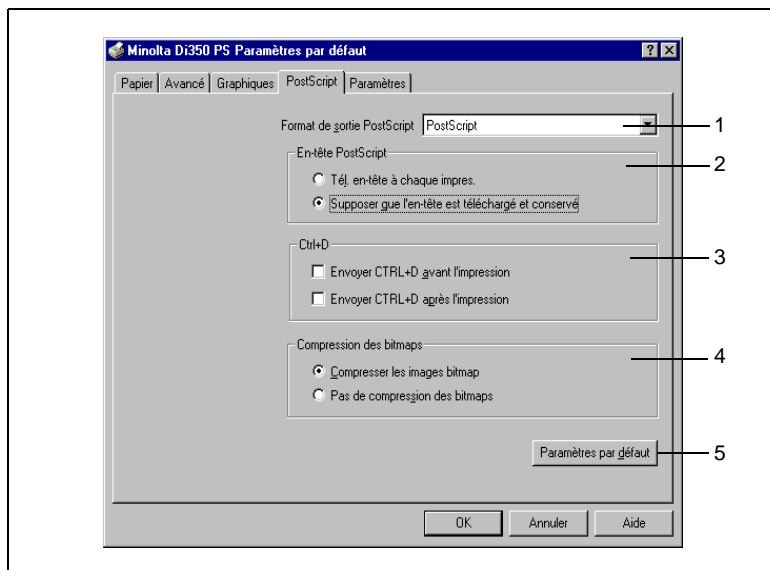 Minolta Di350 PS Paramètres par défaut
Papier Avancé Graphiques PostScript Paramètres
Format de sortie PostScript PostScript 1
En-tête PostScript 2
Tél. en-tête à chaque impres.
Supposer que l'en-tête est téléchargé et conservé
Ctrl+D 3
Envoyer CTRL+D avant l'impression
Envoyer CTRL+D après l'impression
Compression des bitmaps 4
Compresser les images bitmap
Pas de compression des bitmaps
Paramètres par défaut 5
OK Annuler Aide